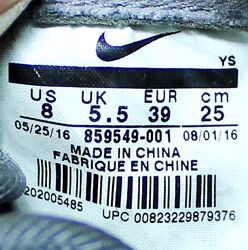 YS
US UK EUR cm
8 5.5 39 25
05/25/16 859549-001 08/01/16
MADE IN CHINA
FABRIQUE EN CHINE
202005485
UPC 00823229879376